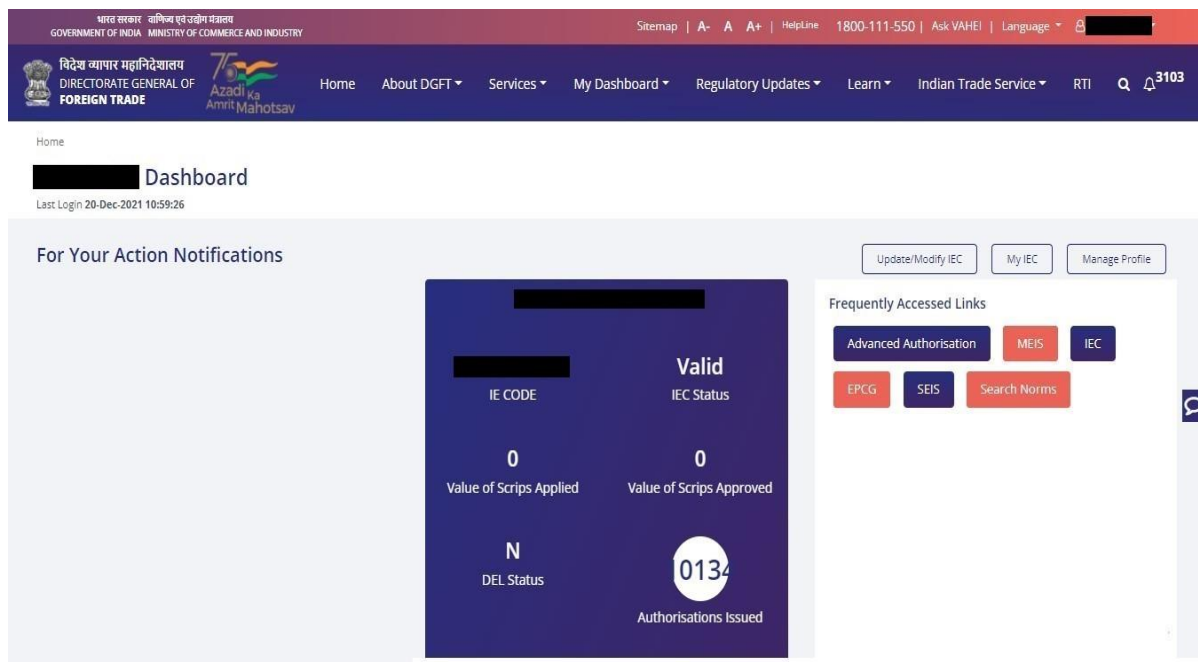 भारत सरकार वाणिज्य एवं उद्योग मंत्रालय
GOVERNMENT OF INDIA MINISTRY OF COMMERCE AND INDUSTRY
Sitemap | A- A A+ | HelpLine 1800-111-550 | Ask VAHEI | Language
विदेश व्यापार महानिदेशालय
DIRECTORATE GENERAL OF
FOREIGN TRADE
75
Azadi Ka
Amrit Mahotsav
Home About DGFT Services My Dashboard Regulatory Updates Learn Indian Trade Service RTI 3103
Home
Dashboard
Last Login 20-Dec-2021 10:59:26
For Your Action Notifications
Update/Modify IEC My IEC Manage Profile
IE CODE
Valid
IEC Status
0
Value of Scrips Applied
0
Value of Scrips Approved
N
DEL Status
Authorisations Issued
Frequently Accessed Links
Advanced Authorisation MEIS IEC
EPCG SEIS Search Norms